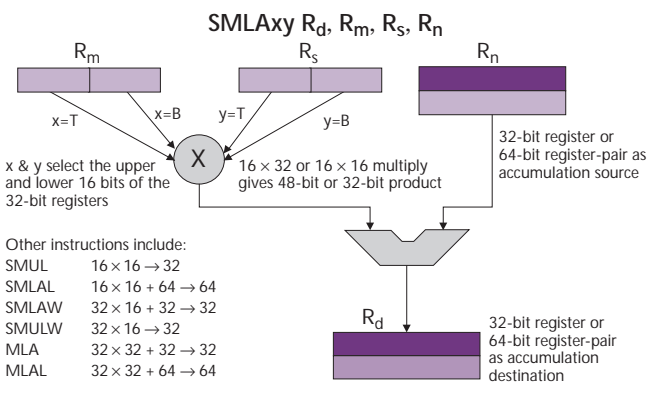 SMLAxy Rd, Rm, Rs, Rn
Rm
Rs
Rn
x=T
x=B
y=T
y=B
X
x & y select the upper
and lower 16 bits of the
32-bit registers
16 × 32 or 16 × 16 multiply
gives 48-bit or 32-bit product
32-bit register or
64-bit register-pair as
accumulation source
Other instructions include:
SMUL 16 × 16 → 32
SMLAL 16 × 16 + 64 → 64
SMLAW 32 × 16 + 32 → 32
SMULW 32 × 16 → 32
MLA 32 × 32 + 32 → 32
MLAL 32 × 32 + 64 → 64
Rd
32-bit register or
64-bit register-pair
as accumulation
destination